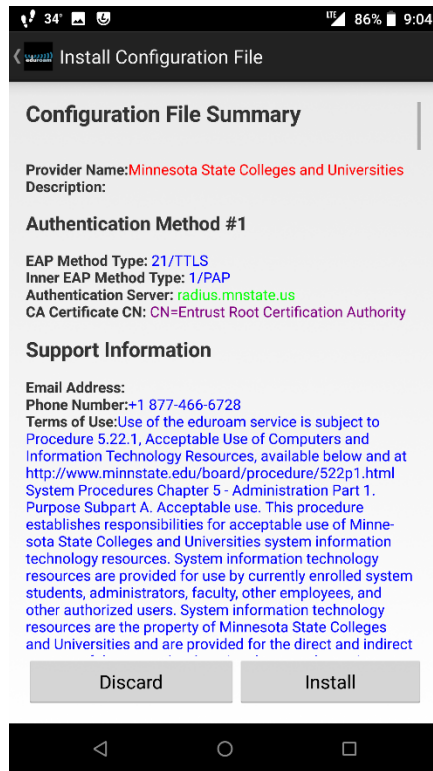 34° LTE 86% 9:04
eduroam Install Configuration File
Configuration File Summary
Provider Name:Minnesota State Colleges and Universities
Description:
Authentication Method #1
EAP Method Type: 21/TTLS
Inner EAP Method Type: 1/PAP
Authentication Server: radius.mnstate.us
CA Certificate CN: CN=Entrust Root Certification Authority
Support Information
Email Address:
Phone Number:+1 877-466-6728
Terms of Use:Use of the eduroam service is subject to
Procedure 5.22.1, Acceptable Use of Computers and
Information Technology Resources, available below and at
http://www.minnstate.edu/board/procedure/522p1.html
System Procedures Chapter 5 - Administration Part 1.
Purpose Subpart A. Acceptable use. This procedure
establishes responsibilities for acceptable use of Minne-
sota State Colleges and Universities system information
technology resources. System information technology
resources are provided for use by currently enrolled system
students, administrators, faculty, other employees, and
other authorized users. System information technology
resources are the property of Minnesota State Colleges
and Universities and are provided for the direct and indirect
Discard Install